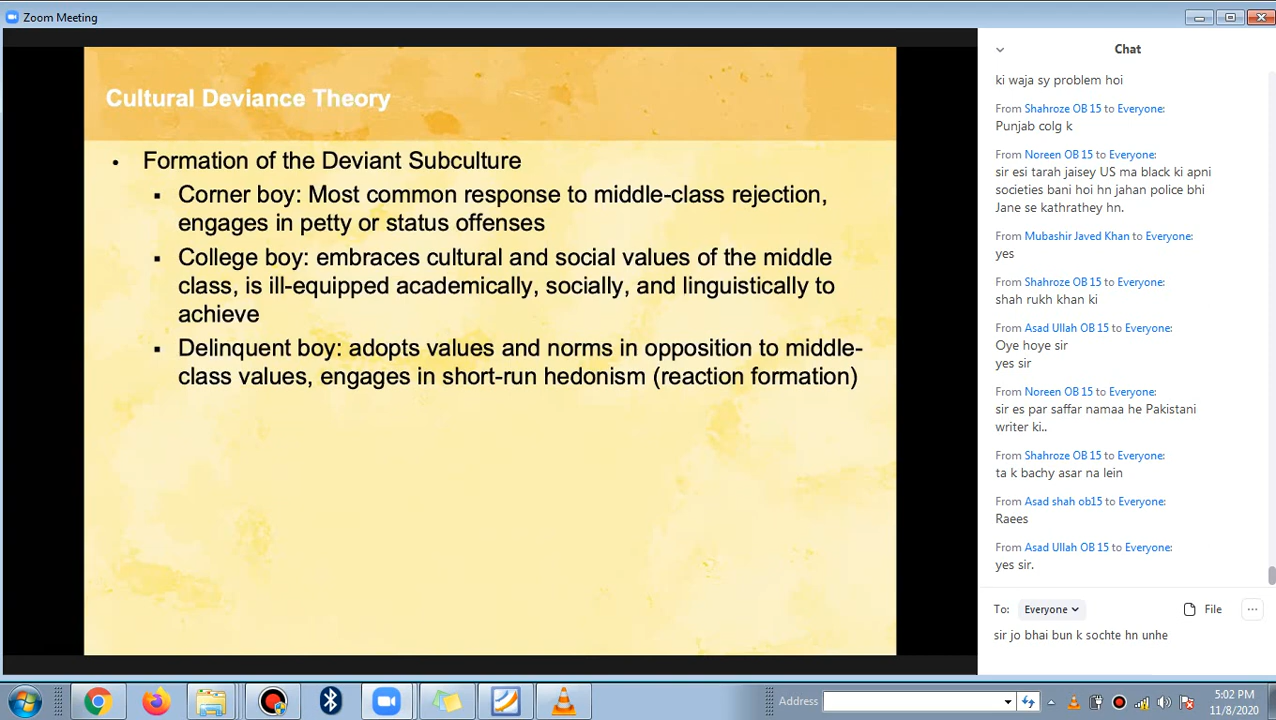 Zoom Meeting
Cultural Deviance Theory
• Formation of the Deviant Subculture
▪ Corner boy: Most common response to middle-class rejection,
engages in petty or status offenses
▪ College boy: embraces cultural and social values of the middle
class, is ill-equipped academically, socially, and linguistically to
achieve
▪ Delinquent boy: adopts values and norms in opposition to middle-
class values, engages in short-run hedonism (reaction formation)
Chat
ki waja sy problem hoi
From Shahroze OB 15 to Everyone:
Punjab colg k
From Noreen OB 15 to Everyone:
sir esi tarah jaisey US ma black ki apni
societies bani hoi hn jahan police bhi
Jane se kathrathey hn.
From Mubashir Javed Khan to Everyone:
yes
From Shahroze OB 15 to Everyone:
shah rukh khan ki
From Asad Ullah OB 15 to Everyone:
Oye hoye sir
yes sir
From Noreen OB 15 to Everyone:
sir es par saffar namaa he Pakistani
writer ki..
From Shahroze OB 15 to Everyone:
ta k bachy asar na lein
From Asad shah ob15 to Everyone:
Raees
From Asad Ullah OB 15 to Everyone:
yes sir.
To: Everyone File ...
sir jo bhai bun k sochte hn unhe
Address
5:02 PM
11/8/2020